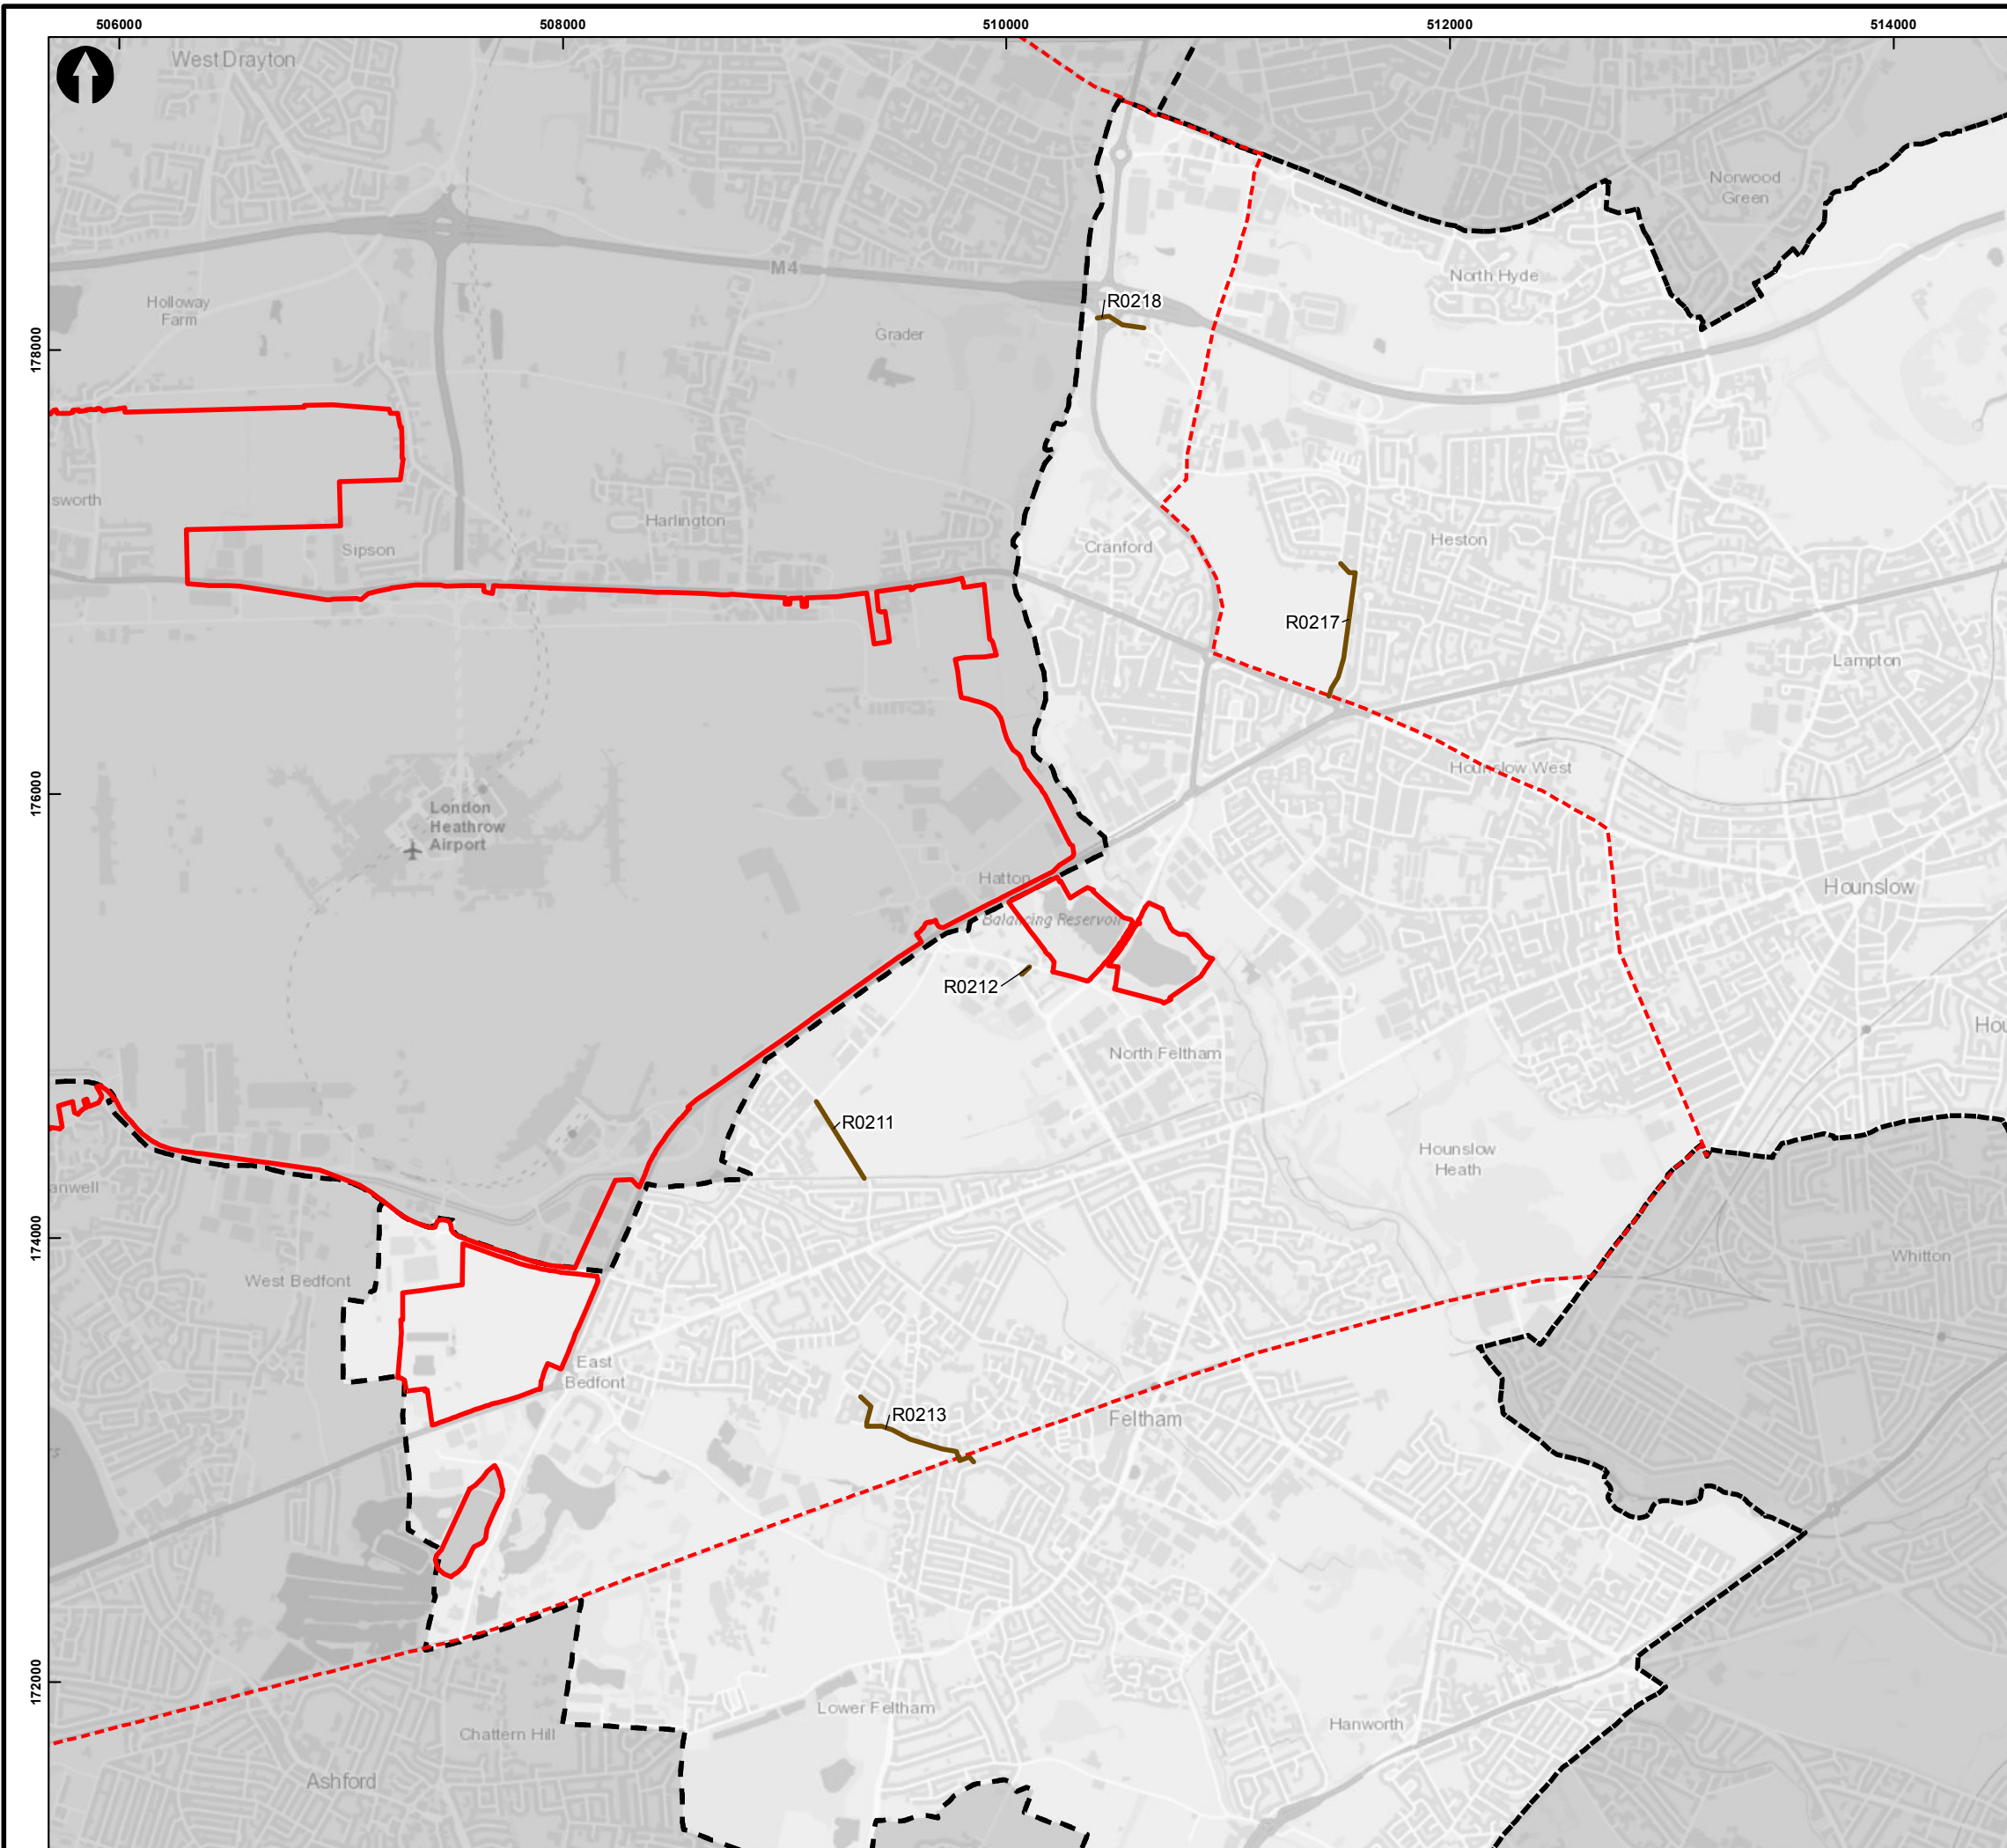 506000 508000 510000 512000 514000
West Drayton
Norwood
Green
M4
North Hyde
Holloway
Farm
R0218
Grader
178000
sworth
Harlington
Sipson
Cranford
Heston
R0217
Lampton
Hounslow West
176000
London
Heathrow
Airport
Hatton
Hounslow
Balancing Reservoir
R0212
Hou
North Feltham
R0211
Hounslow
Heath
anwell
174000
Whitton
West Bedfont
East
Bedfont
R0213
Feltham
172000
Lower Feltham
Hanworth
Chattern Hill
Ashford